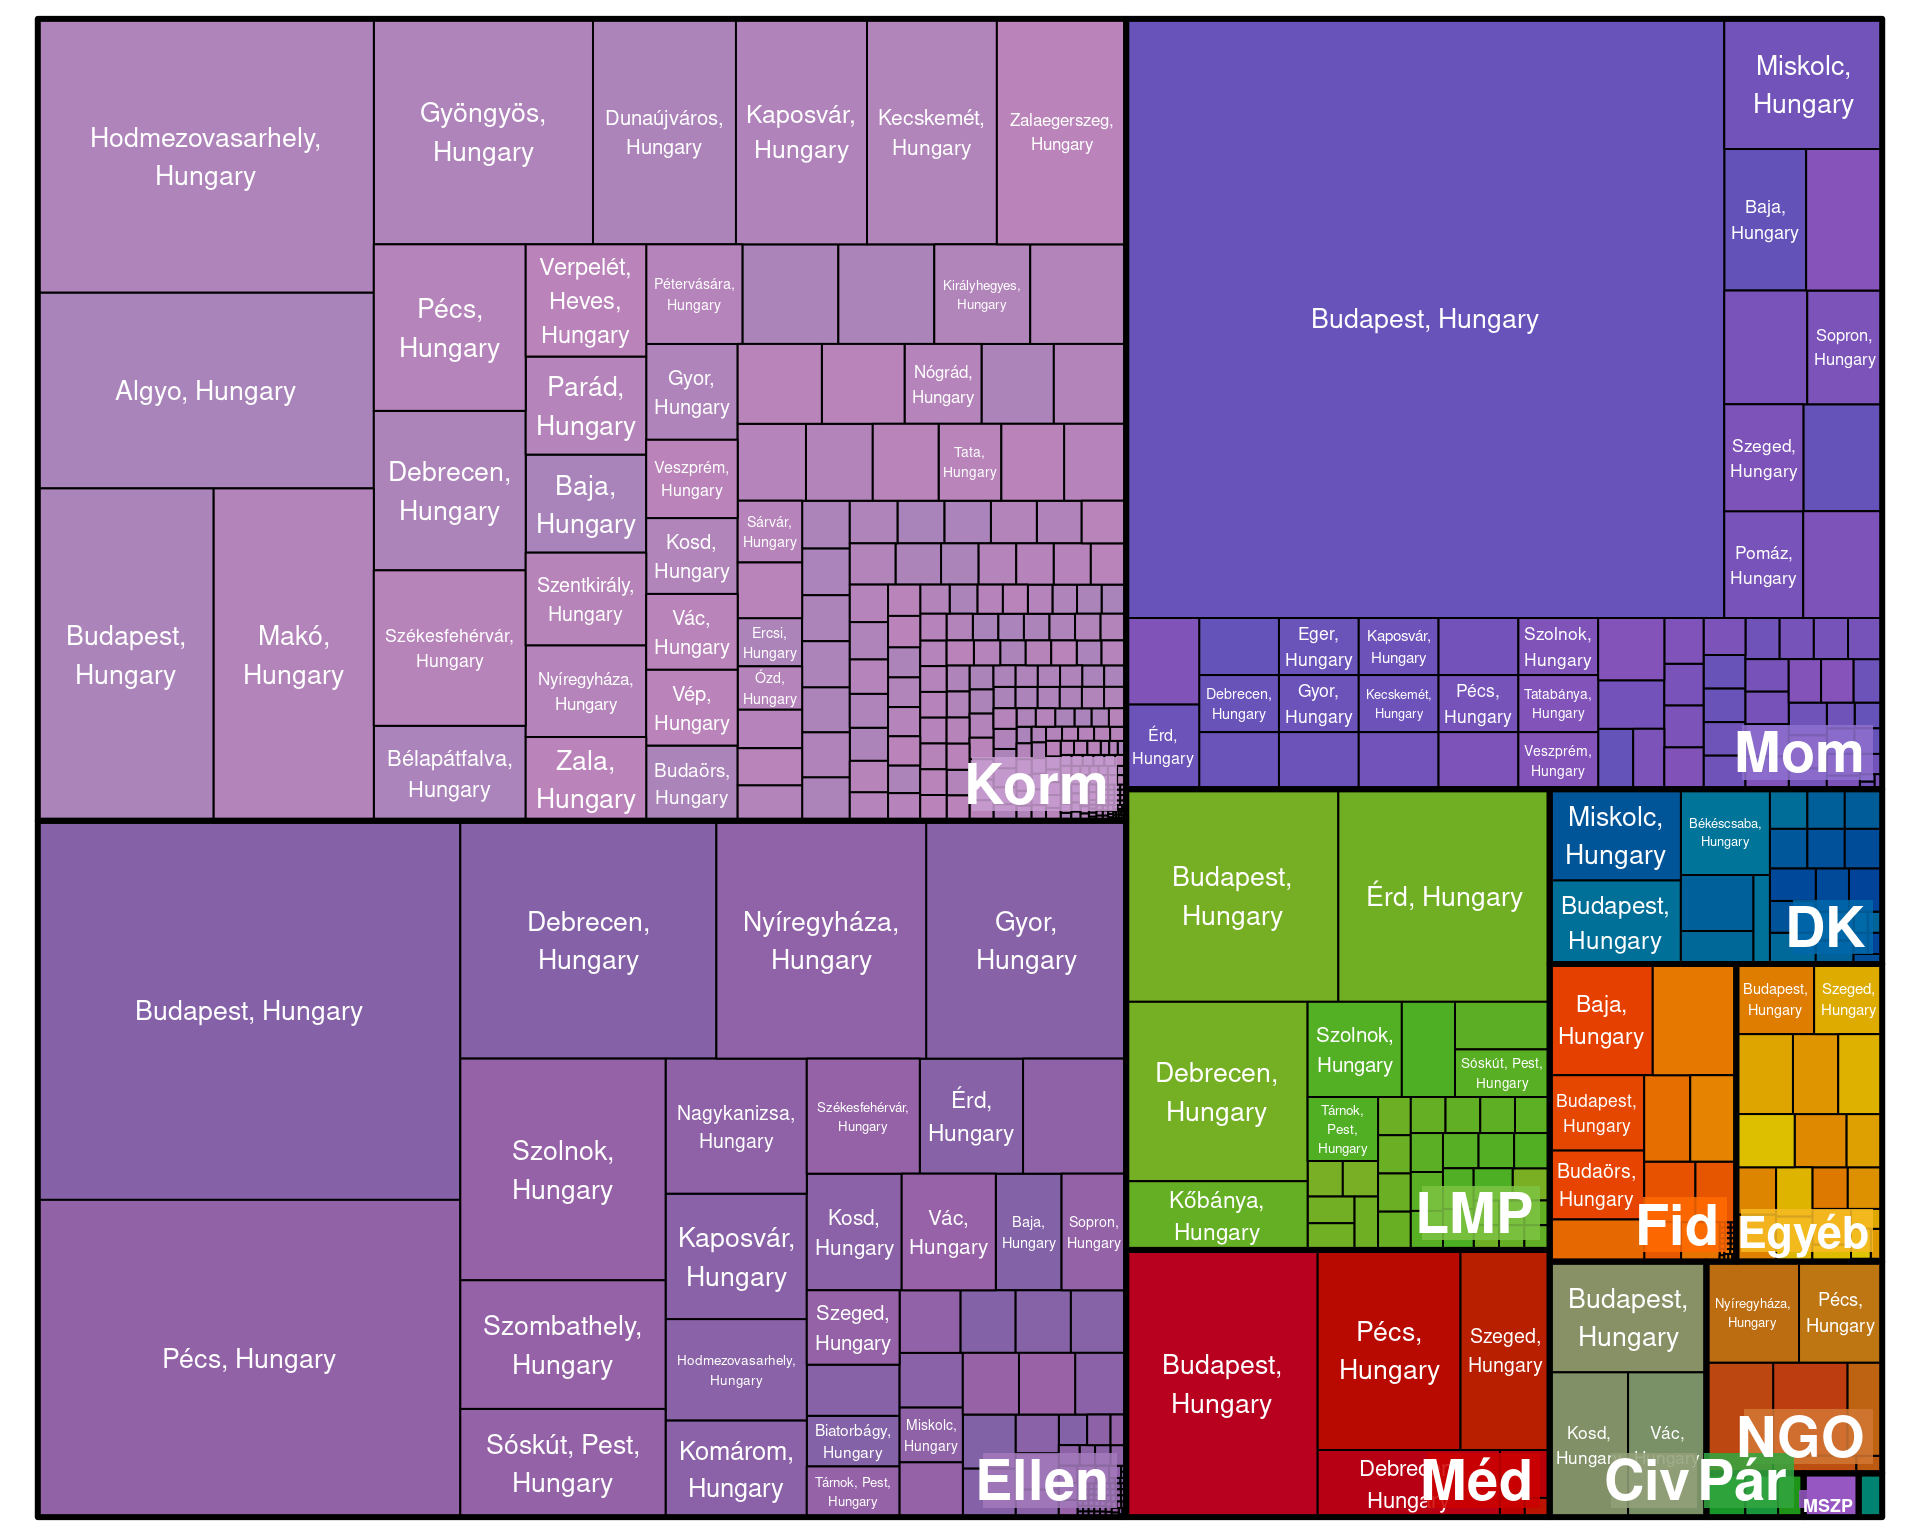 Hodmezovasarhely,
Hungary
Gyöngyös,
Hungary
Dunaújváros,
Hungary
Kaposvár,
Hungary
Kecskemét,
Hungary
Zalaegerszeg,
Hungary
Algyo, Hungary
Budapest,
Hungary
Makó,
Hungary
Pécs,
Hungary
Debrecen,
Hungary
Székesfehérvár,
Hungary
Bélapátfalva,
Hungary
Verpelét,
Heves,
Hungary
Parád,
Hungary
Baja,
Hungary
Szentkirály,
Hungary
Nyíregyháza,
Hungary
Zala,
Hungary
Pétervására,
Hungary
Királyhegyes,
Hungary
Gyor,
Hungary
Nógrád,
Hungary
Veszprém,
Hungary
Tata,
Hungary
Kosd,
Hungary
Sárvár,
Hungary
Vác,
Hungary
Ercsi,
Hungary
Vép,
Hungary
Ózd,
Hungary
Budaörs,
Hungary
Korm
Budapest, Hungary
Miskolc,
Hungary
Baja,
Hungary
Sopron,
Hungary
Szeged,
Hungary
Pomáz,
Hungary
Érd,
Hungary
Debrecen,
Hungary
Eger,
Hungary
Gyor,
Hungary
Kaposvár,
Hungary
Kecskemét,
Hungary
Pécs,
Hungary
Szolnok,
Hungary
Tatabánya,
Hungary
Veszprém,
Hungary
Mom
Budapest, Hungary
Pécs, Hungary
Debrecen,
Hungary
Nyíregyháza,
Hungary
Gyor,
Hungary
Szolnok,
Hungary
Szombathely,
Hungary
Sóskút, Pest,
Hungary
Nagykanizsa,
Hungary
Kaposvár,
Hungary
Hodmezovasarhely,
Hungary
Komárom,
Hungary
Székesfehérvár,
Hungary
Érd,
Hungary
Kosd,
Hungary
Vác,
Hungary
Baja,
Hungary
Sopron,
Hungary
Szeged,
Hungary
Biatorbágy,
Hungary
Miskolc,
Hungary
Tárnok, Pest,
Hungary
Ellen
Budapest,
Hungary
Érd, Hungary
Debrecen,
Hungary
Kőbánya,
Hungary
Szolnok,
Hungary
Sóskút, Pest,
Hungary
Tárnok,
Pest,
Hungary
LMP
Miskolc,
Hungary
Budapest,
Hungary
Békéscsaba,
Hungary
DK
Baja,
Hungary
Budapest,
Hungary
Budaörs,
Hungary
Fid
Budapest,
Hungary
Szeged,
Hungary
Egyéb
Budapest,
Hungary
Pécs,
Hungary
Szeged,
Hungary
Debrecen
Hungary
Méd
Budapest,
Hungary
Kosd,
Hungary
Vác,
Hungary
Civ
Nyíregyháza,
Hungary
Pécs,
Hungary
NGO
Pár
MSZP